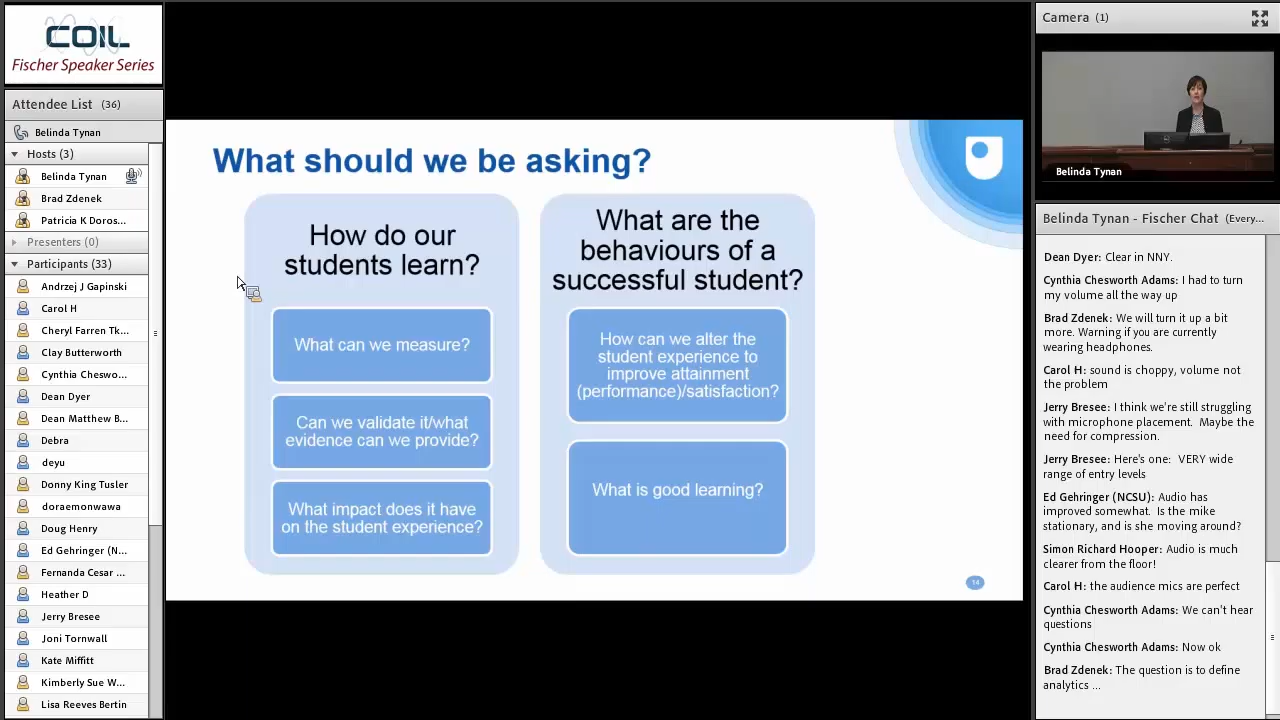 COIL
Fischer Speaker Series
Attendee List (36)
Belinda Tynan
Hosts (3)
Belinda Tynan
Brad Zdenek
Patricia K Doros...
Presenters (0)
Participants (33)
Andrzej J Gapinski
Carol H
Cheryl Farren Tk...
Clay Butterworth
Cynthia Cheswo...
Dean Dyer
Dean Matthew B...
Debra
deyu
Donny King Tusler
doraemonwawa
Doug Henry
Ed Gehringer (N...
Fernanda Cesar ...
Heather D
Jerry Bresee
Joni Tornwall
Kate Miffitt
Kimberly Sue W...
Lisa Reeves Bertin
What should we be asking?
How do our
students learn?
What can we measure?
Can we validate it/what
evidence can we provide?
What impact does it have
on the student experience?
What are the
behaviours of a
successful student?
How can we alter the
student experience to
improve attainment
(performance)/satisfaction?
What is good learning?
14
Camera (1)
Belinda Tynan
Belinda Tynan - Fischer Chat (Every...
Dean Dyer: Clear in NNY.
Cynthia Chesworth Adams: I had to turn
my volume all the way up
Brad Zdenek: We will turn it up a bit
more. Warning if you are currently
wearing headphones.
Carol H: sound is choppy, volume not
the problem
Jerry Bresee: I think we're still struggling
with microphone placement. Maybe the
need for compression.
Jerry Bresee: Here's one: VERY wide
range of entry levels
Ed Gehringer (NCSU): Audio has
improved somewhat. Is the mike
stationary, and is she moving around?
Simon Richard Hooper: Audio is much
clearer from the floor!
Carol H: the audience mics are perfect
Cynthia Chesworth Adams: We can't hear
questions
Cynthia Chesworth Adams: Now ok
Brad Zdenek: The question is to define
analytics ...